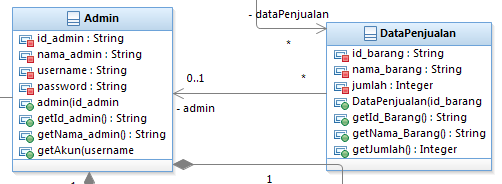 Admin
id_admin : String
nama_admin : String
username : String
password : String
admin(id_admin
getId_admin() : String
getNama_admin() : String
getAkun(username
- dataPenjualan
*
0..1
*
- admin
1
DataPenjualan
id_barang : String
nama_barang : String
jumlah : Integer
DataPenjualan(id_barang
getId_Barang() : String
getNama_Barang() : String
getJumlah() : Integer